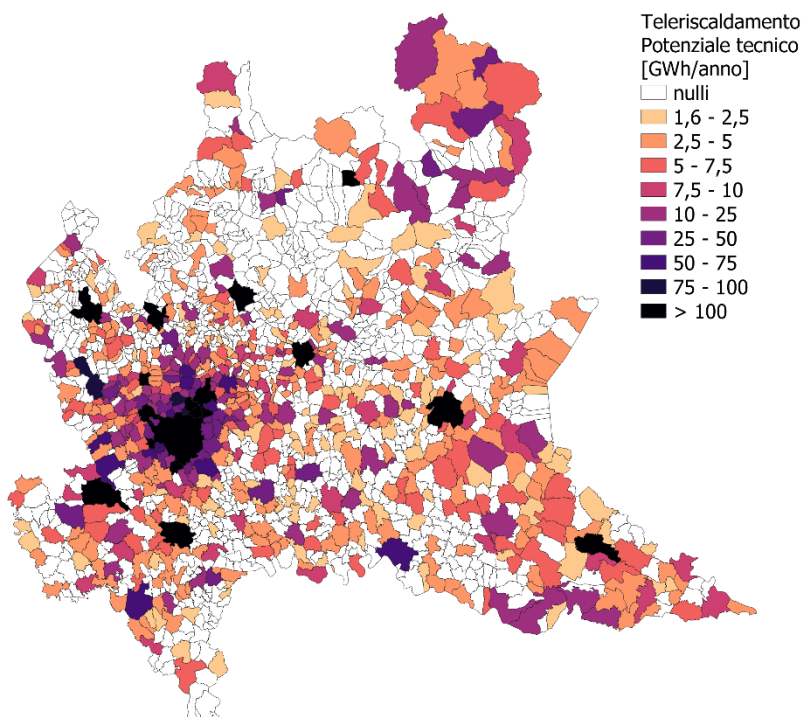 Teleriscaldamento
Potenziale tecnico
[GWh/anno]
nulli
1,6 - 2,5
2,5 - 5
5 - 7,5
7,5 - 10
10 - 25
25 - 50
50 - 75
75 - 100
> 100